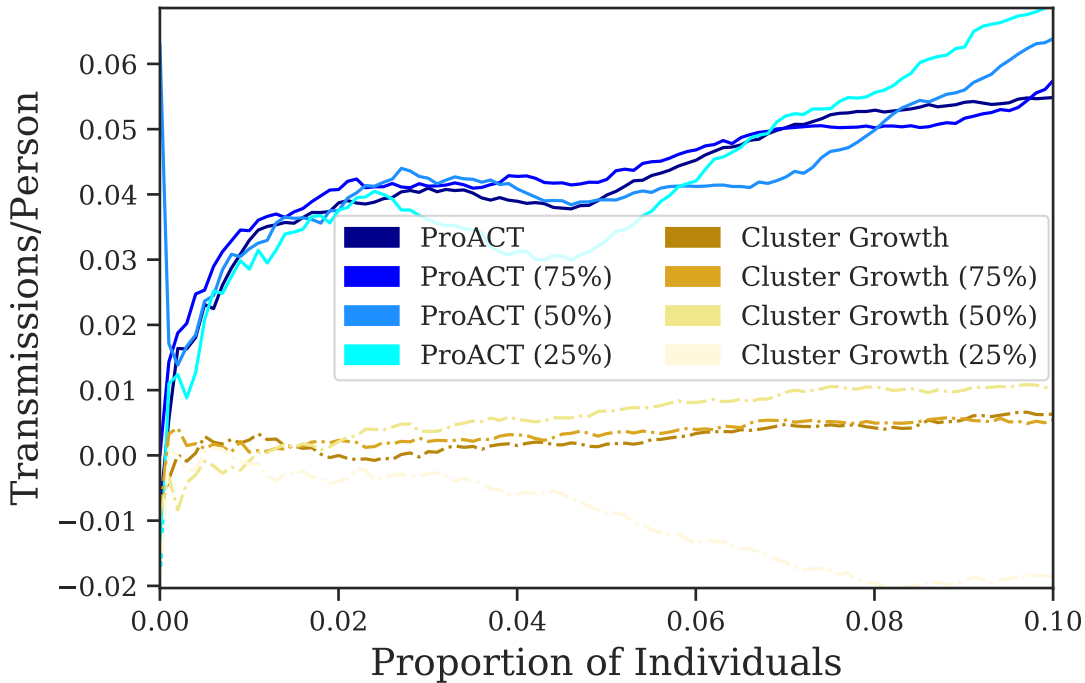 Transmissions/Person
0.06
0.05
0.04
0.03
0.02
0.01
0.00
−0.01
−0.02
ProACT
ProACT (75%)
ProACT (50%)
ProACT (25%)
Cluster Growth
Cluster Growth (75%)
Cluster Growth (50%)
Cluster Growth (25%)
0.00 0.02 0.04 0.06 0.08 0.10
Proportion of Individuals